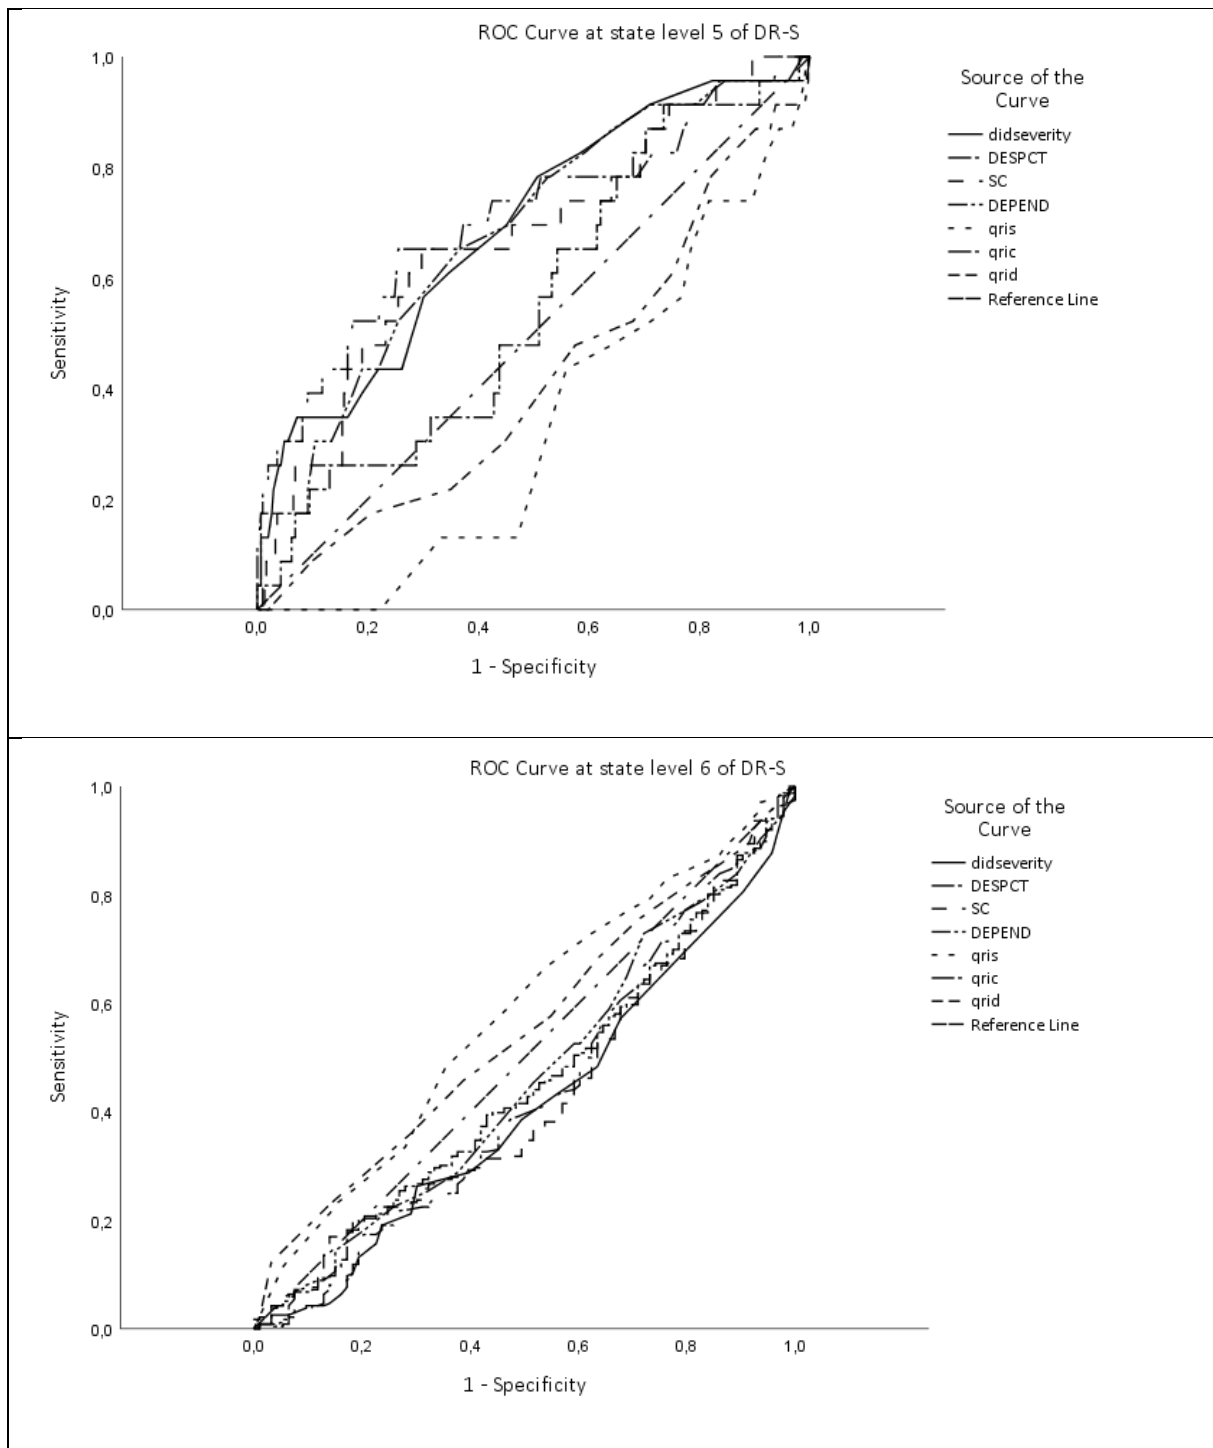 ROC Curve at state level 5 of DR-S
1,0
0,8
0,6
0,4
0,2
0,0
Sensitivity
0,0 0,2 0,4 0,6 0,8 1,0
1 - Specificity
Source of the
Curve
didseverity
DESPCT
SC
DEPEND
qris
qric
qrid
Reference Line
ROC Curve at state level 6 of DR-S
1,0
0,8
0,6
0,4
0,2
0,0
Sensitivity
0,0 0,2 0,4 0,6 0,8 1,0
1 - Specificity
Source of the
Curve
didseverity
DESPCT
SC
DEPEND
qris
qric
qrid
Reference Line